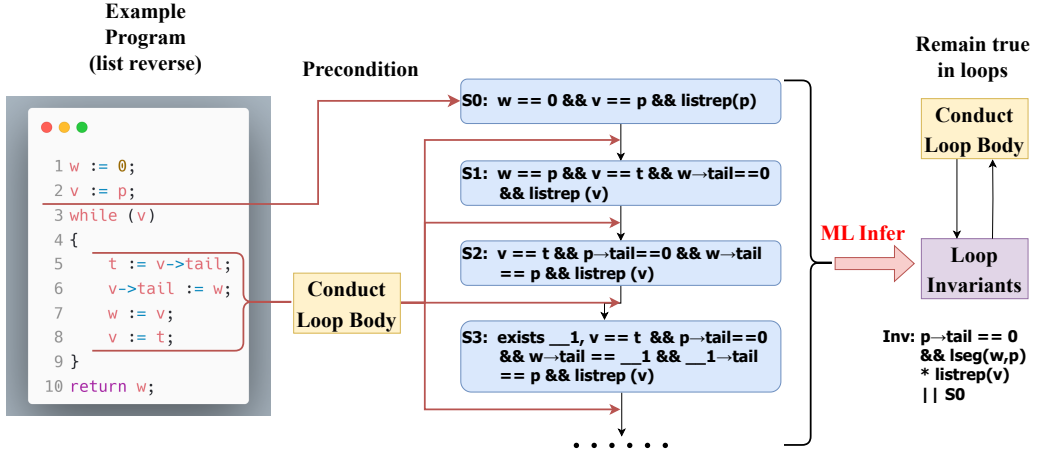 Example
Program
(list reverse)
1 w := 0;
2 v := p;
3 while (v)
4 {
5 t := v->tail;
6 v->tail := w;
7 w := v;
8 v := t;
9 }
10 return w;
Precondition
Conduct
Loop Body
S0: w == 0 && v == p && listrep(p)
S1: w == p && v == t && w→tail==0
&& listrep (v)
S2: v == t && p→tail==0 && w→tail
== p && listrep (v)
S3: exists __1, v == t && p→tail==0
&& w→tail == __1 && __1→tail
== p && listrep (v)
. . . . . .
ML Infer
Remain true
in loops
Conduct
Loop Body
Loop
Invariants
Inv: p→tail == 0
&& lseg(w,p)
* listrep(v)
|| S0